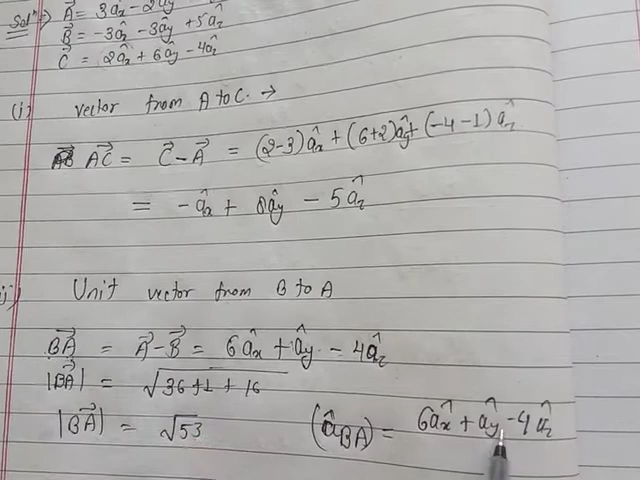 Solⁿ:→ A⃗ = 3âx - 2ây
B⃗ = -3âx - 3ây + 5âz
C⃗ = 2âx + 6ây - 4âz
(i) vector from A to C. →
AC⃗ = C⃗ - A⃗ = (2-3)âx + (6+2)ây + (-4-1)âz
= -âx + 8ây - 5âz
ii) Unit vector from B to A
BA⃗ = A⃗ - B⃗ = 6âx + ây - 4âz
|BA⃗| = √36+1+16
|BA⃗| = √53 (âBA) = 6âx + ây - 4âz